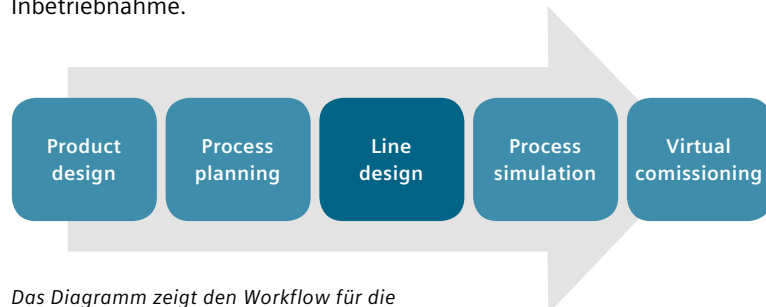 Inbetriebnahme.
Product
design
Process
planning
Line
design
Process
simulation
Virtual
comissioning
Das Diagramm zeigt den Workflow für die